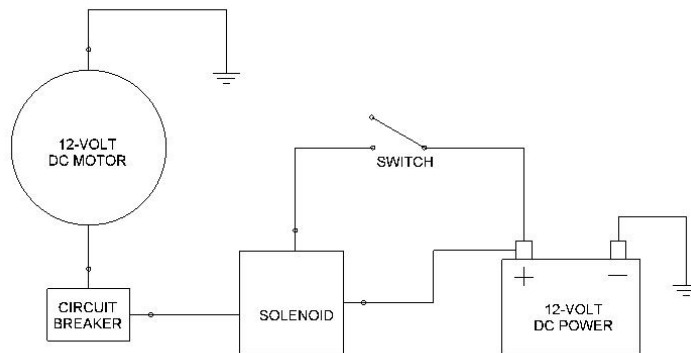 12-VOLT
DC MOTOR
SWITCH
CIRCUIT
BREAKER
SOLENOID
+
−
12-VOLT
DC POWER